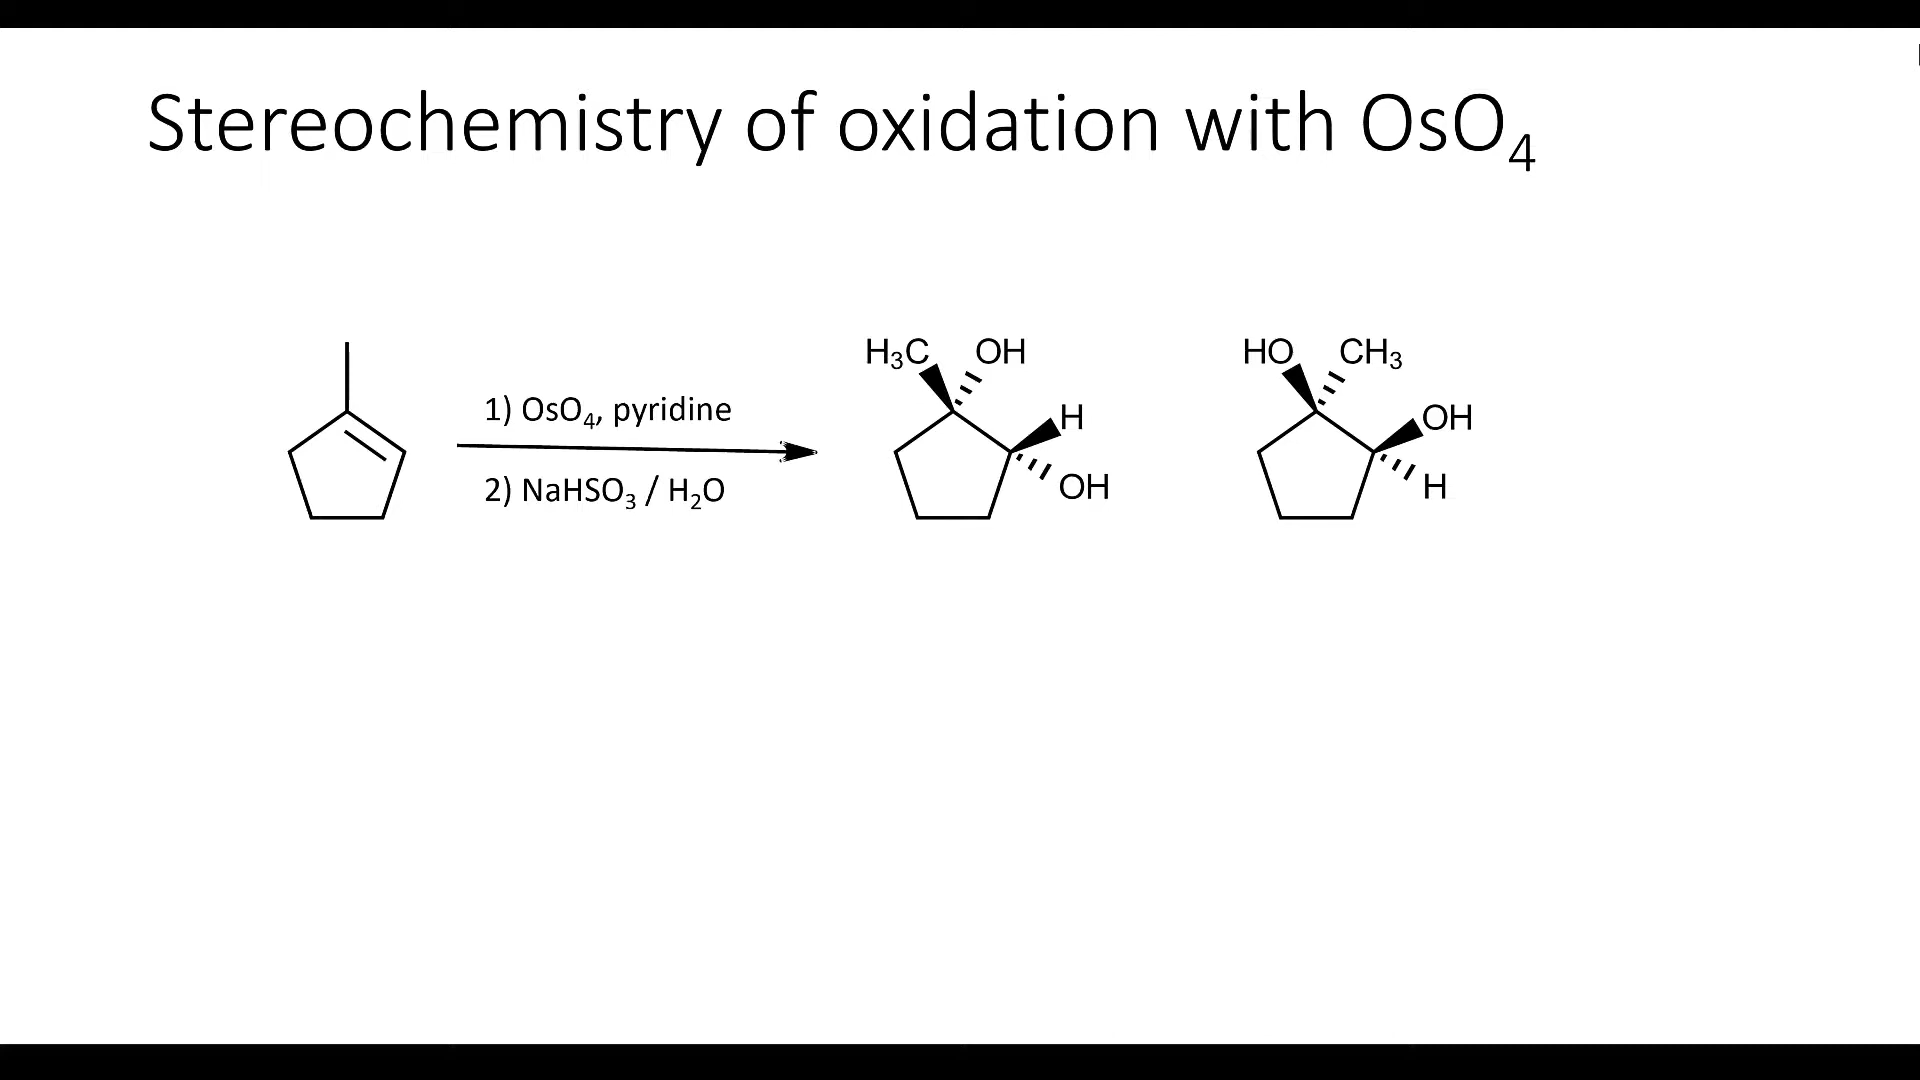 Stereochemistry of oxidation with OsO₄
H₃C OH
HO CH₃
1) OsO₄, pyridine
H
OH
2) NaHSO₃ / H₂O
OH
H